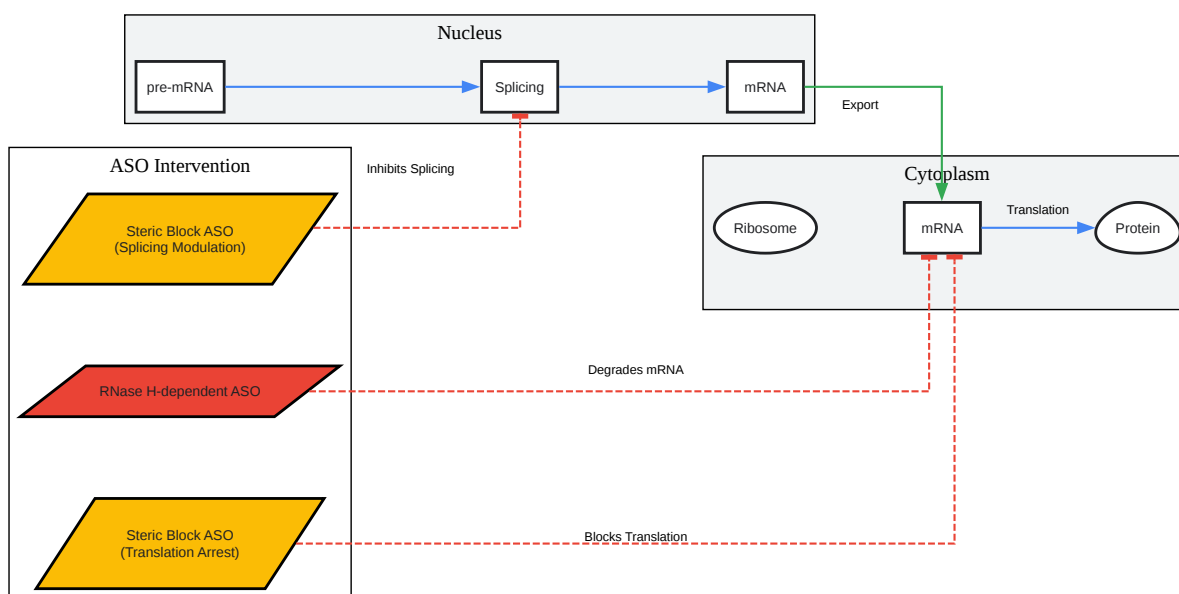 Nucleus
pre-mRNA
Splicing
mRNA
Export
ASO Intervention
Inhibits Splicing
Cytoplasm
Steric Block ASO
(Splicing Modulation)
Ribosome
mRNA
Translation
Protein
Degrades mRNA
RNase H-dependent ASO
Steric Block ASO
(Translation Arrest)
Blocks Translation